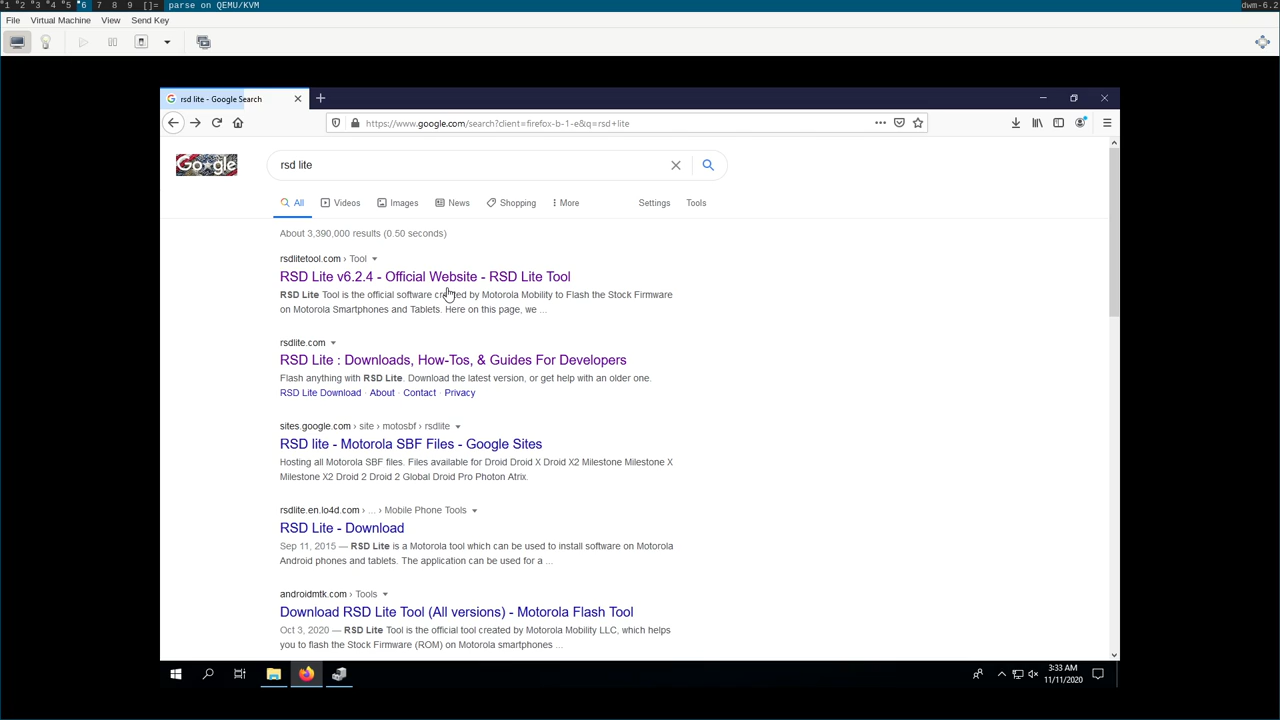 1 2 3 4 5 6 7 8 9 []= parse on QEMU/KVM dwm-6.2
File Virtual Machine View Send Key
rsd lite - Google Search
https://www.google.com/search?client=firefox-b-1-e&q=rsd+lite
Google
rsd lite
All Videos Images News Shopping More Settings Tools
About 3,390,000 results (0.50 seconds)
rsdlitetool.com › Tool
RSD Lite v6.2.4 - Official Website - RSD Lite Tool
RSD Lite Tool is the official software created by Motorola Mobility to Flash the Stock Firmware
on Motorola Smartphones and Tablets. Here on this page, we ...
rsdlite.com
RSD Lite : Downloads, How-Tos, & Guides For Developers
Flash anything with RSD Lite. Download the latest version, or get help with an older one.
RSD Lite Download · About · Contact · Privacy
sites.google.com › site › motosbf › rsdlite
RSD lite - Motorola SBF Files - Google Sites
Hosting all Motorola SBF files. Files available for Droid Droid X Droid X2 Milestone Milestone X
Milestone X2 Droid 2 Droid 2 Global Droid Pro Photon Atrix.
rsdlite.en.lo4d.com › ... › Mobile Phone Tools
RSD Lite - Download
Sep 11, 2015 — RSD Lite is a Motorola tool which can be used to install software on Motorola
Android phones and tablets. The application can be used for a ...
androidmtk.com › Tools
Download RSD Lite Tool (All versions) - Motorola Flash Tool
Oct 3, 2020 — RSD Lite Tool is the official tool created by Motorola Mobility LLC, which helps
you to flash the Stock Firmware (ROM) on Motorola smartphones ...
3:33 AM
11/11/2020